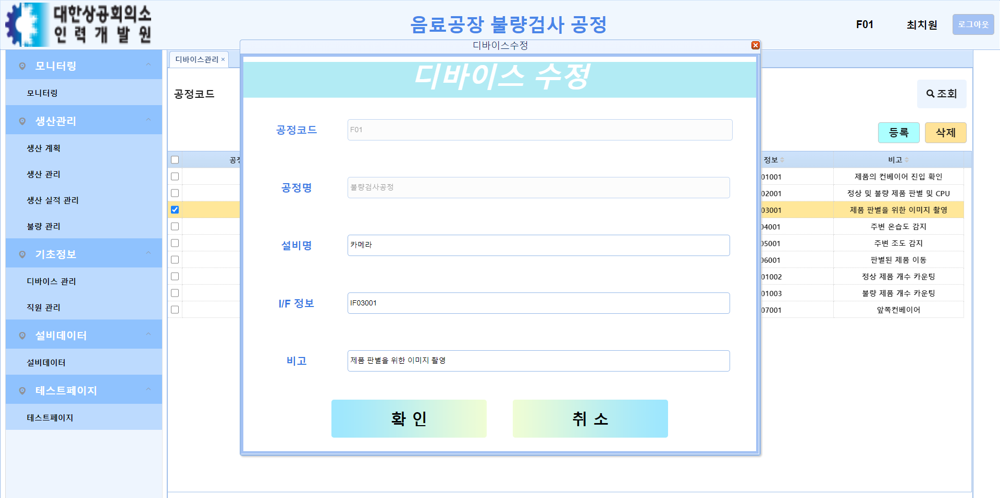 대한상공회의소
인력개발원
음료공장 불량검사 공정
F01
최치원
로그아웃
모니터링
모니터링
생산관리
생산 계획
생산 관리
생산 실적 관리
불량 관리
기초정보
디바이스 관리
직원 관리
설비데이터
설비데이터
테스트페이지
테스트페이지
디바이스관리 ×
공정코드
조회
등록
삭제
정보
비고
01001 제품의 컨베이어 진입 확인
02001 정상 및 불량 제품 판별 및 CPU
03001 제품 판별을 위한 이미지 촬영
04001 주변 온습도 감지
05001 주변 조도 감지
06001 판별된 제품 이동
01002 정상 제품 개수 카운팅
01003 불량 제품 개수 카운팅
07001 앞쪽컨베이어
디바이스수정
디바이스 수정
공정코드 F01
공정명 불량검사공정
설비명 카메라
I/F 정보 IF03001
비고 제품 판별을 위한 이미지 촬영
확 인
취 소